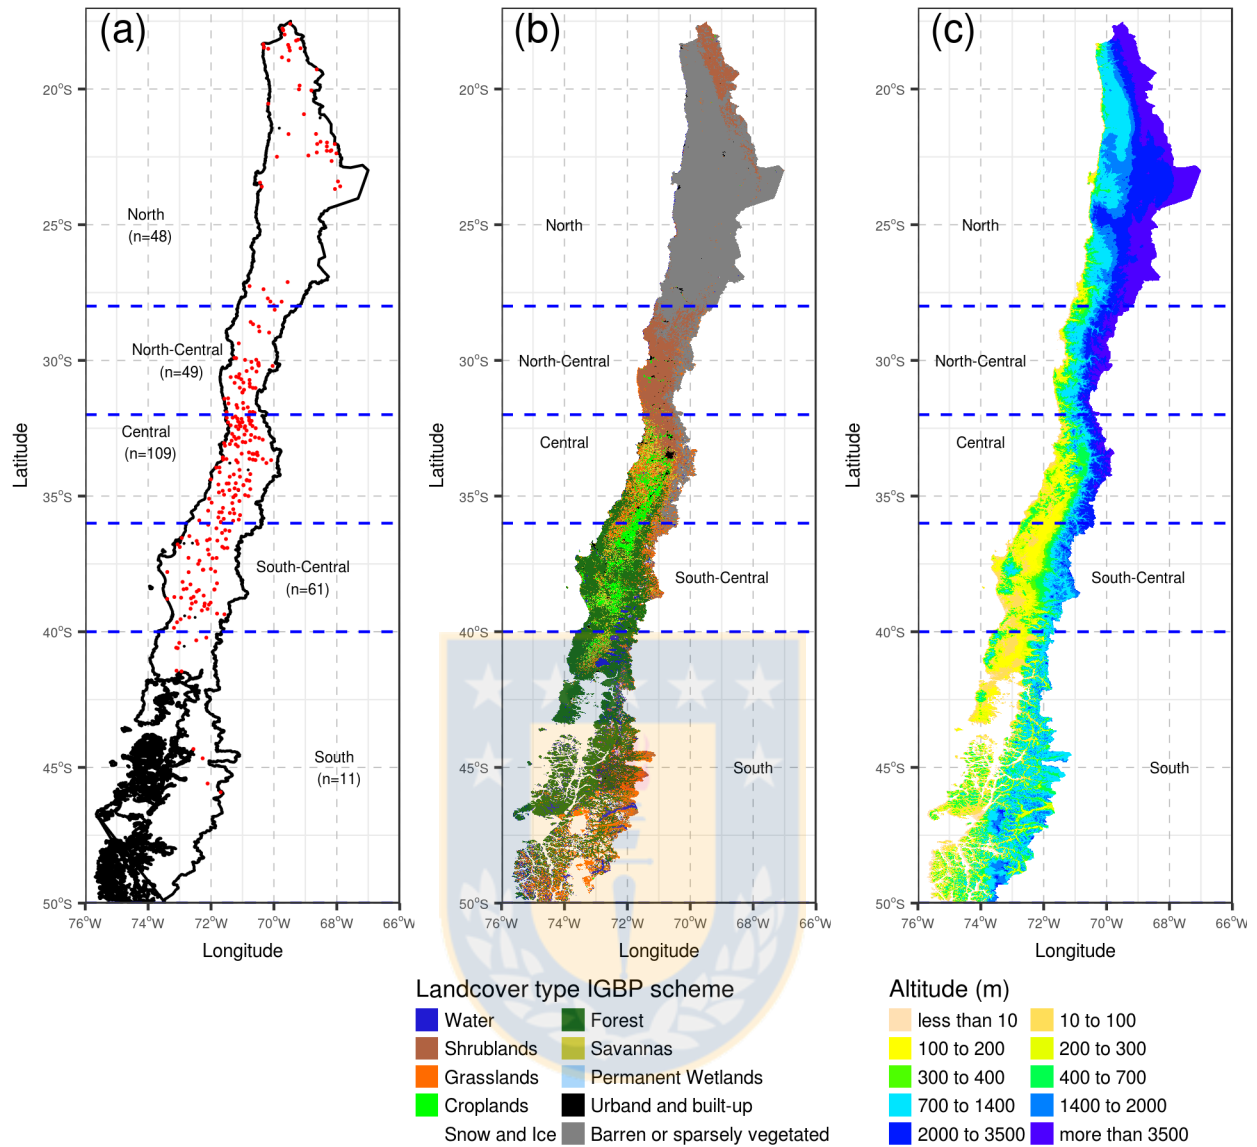 (a)
(b)
(c)
20°S
25°S
30°S
35°S
40°S
45°S
50°S
Latitude
North
(n=48)
North-Central
(n=49)
Central
(n=109)
South-Central
(n=61)
South
(n=11)
76°W
74°W
72°W
70°W
68°W
66°W
Longitude
20°S
25°S
30°S
35°S
40°S
45°S
50°S
Latitude
North
North-Central
Central
South-Central
South
76°W
74°W
72°W
70°W
68°W
66°W
Longitude
20°S
25°S
30°S
35°S
40°S
45°S
50°S
Latitude
North
North-Central
Central
South-Central
South
76°W
74°W
72°W
70°W
68°W
66°W
Longitude
Landcover type IGBP scheme
Water
Forest
Shrublands
Savannas
Grasslands
Permanent Wetlands
Croplands
Urband and built-up
Snow and Ice
Barren or sparsely vegetated
Altitude (m)
less than 10
10 to 100
100 to 200
200 to 300
300 to 400
400 to 700
700 to 1400
1400 to 2000
2000 to 3500
more than 3500